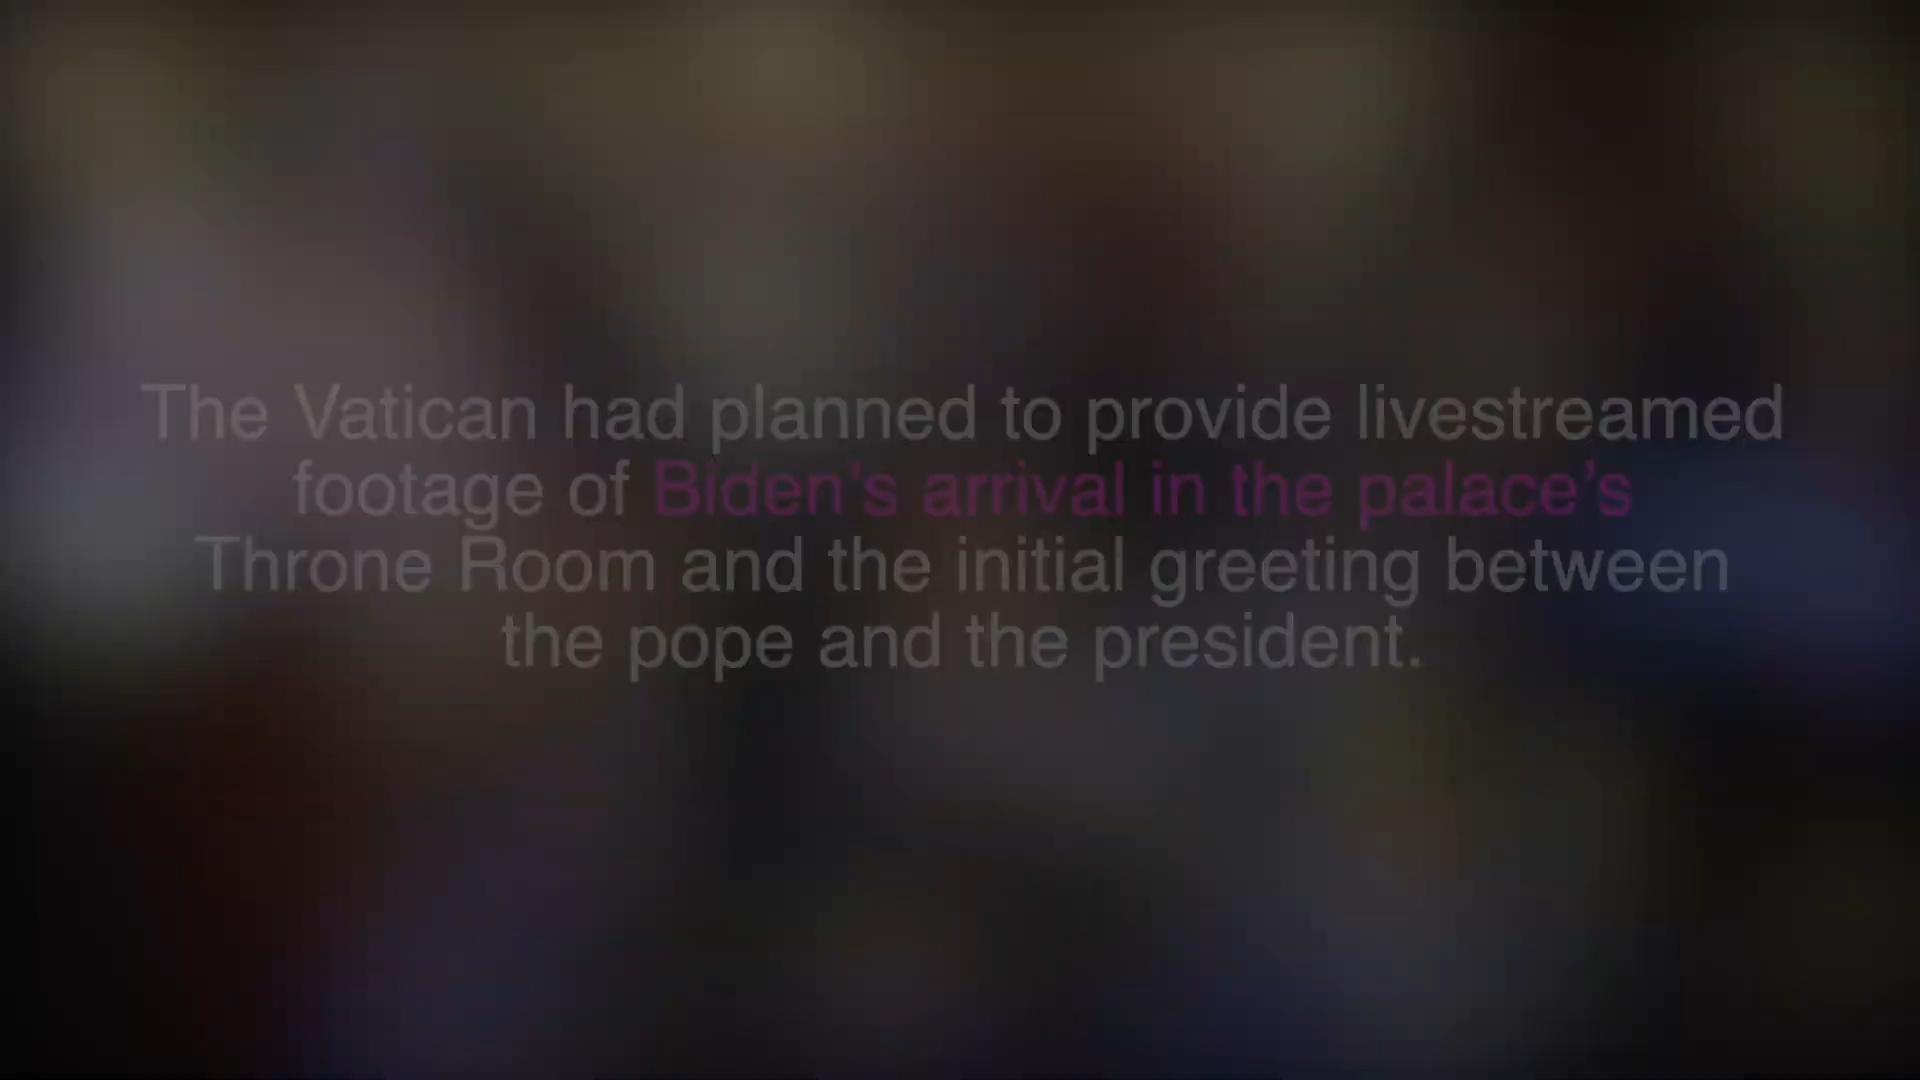 The Vatican had planned to provide livestreamed
footage of Biden’s arrival in the palace’s
Throne Room and the initial greeting between
the pope and the president.